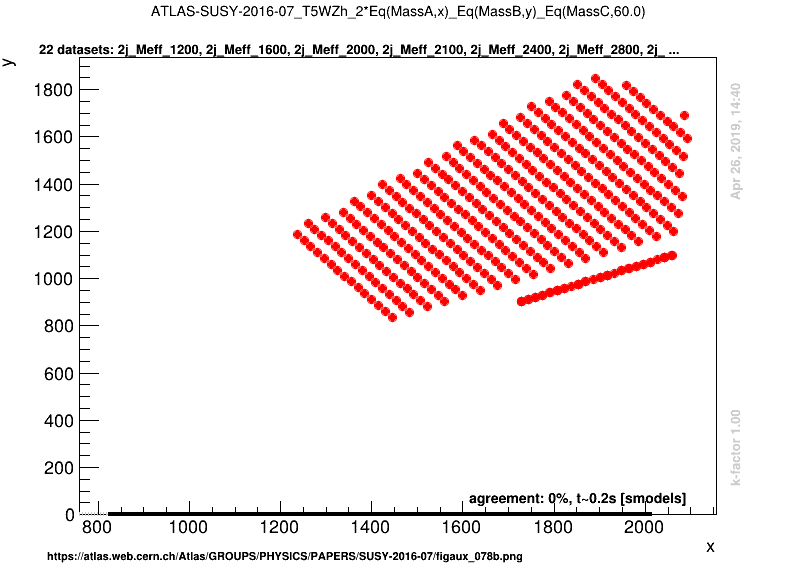 ATLAS-SUSY-2016-07_T5WZh_2*Eq(MassA,x)_Eq(MassB,y)_Eq(MassC,60.0)
22 datasets: 2j_Meff_1200, 2j_Meff_1600, 2j_Meff_2000, 2j_Meff_2100, 2j_Meff_2400, 2j_Meff_2800, 2j_ ...
y
1800
1600
1400
1200
1000
800
600
400
200
0
Apr 26, 2019, 14:40
k-factor 1.00
agreement: 0%, t~0.2s [smodels]
800 1000 1200 1400 1600 1800 2000
x
https://atlas.web.cern.ch/Atlas/GROUPS/PHYSICS/PAPERS/SUSY-2016-07/figaux_078b.png